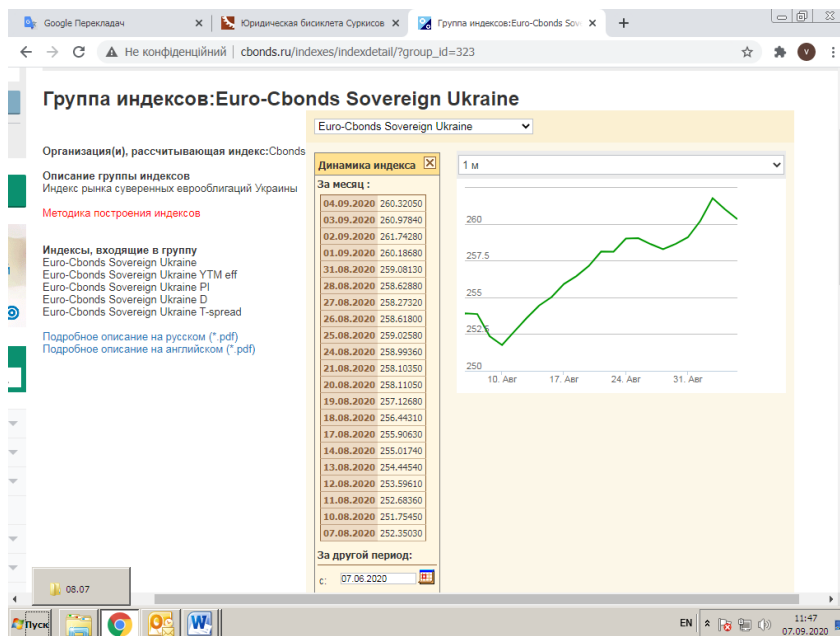 Google Перекладач
Юридическая бисиклета Суркисов
Группа индексов:Euro-Cbonds Sov
Не конфіденційний
cbonds.ru/indexes/indexdetail/?group_id=323
V
Группа индексов:Euro-Cbonds Sovereign Ukraine
Euro-Cbonds Sovereign Ukraine
Организация(и), рассчитывающая индекс:Cbonds
Описание группы индексов
Индекс рынка суверенных еврооблигаций Украины
Методика построения индексов
Индексы, входящие в группу
Euro-Cbonds Sovereign Ukraine
Euro-Cbonds Sovereign Ukraine YTM eff
Euro-Cbonds Sovereign Ukraine PI
Euro-Cbonds Sovereign Ukraine D
Euro-Cbonds Sovereign Ukraine T-spread
Подробное описание на русском (*.pdf)
Подробное описание на английском (*.pdf)
Динамика индекса
За месяц :
04.09.2020 260.32050
03.09.2020 260.97840
02.09.2020 261.74280
01.09.2020 260.18680
31.08.2020 259.08130
28.08.2020 258.62880
27.08.2020 258.27320
26.08.2020 258.61800
25.08.2020 259.02580
24.08.2020 258.99360
21.08.2020 258.10350
20.08.2020 258.11050
19.08.2020 257.12680
18.08.2020 256.44310
17.08.2020 255.90630
14.08.2020 255.01740
13.08.2020 254.44540
12.08.2020 253.59610
11.08.2020 252.68360
10.08.2020 251.75450
07.08.2020 252.35030
За другой период:
с: 07.06.2020
1 м
260
257.5
255
252.5
250
10. Авг
17. Авг
24. Авг
31. Авг
08.07
Пуск
EN
11:47
07.09.2020